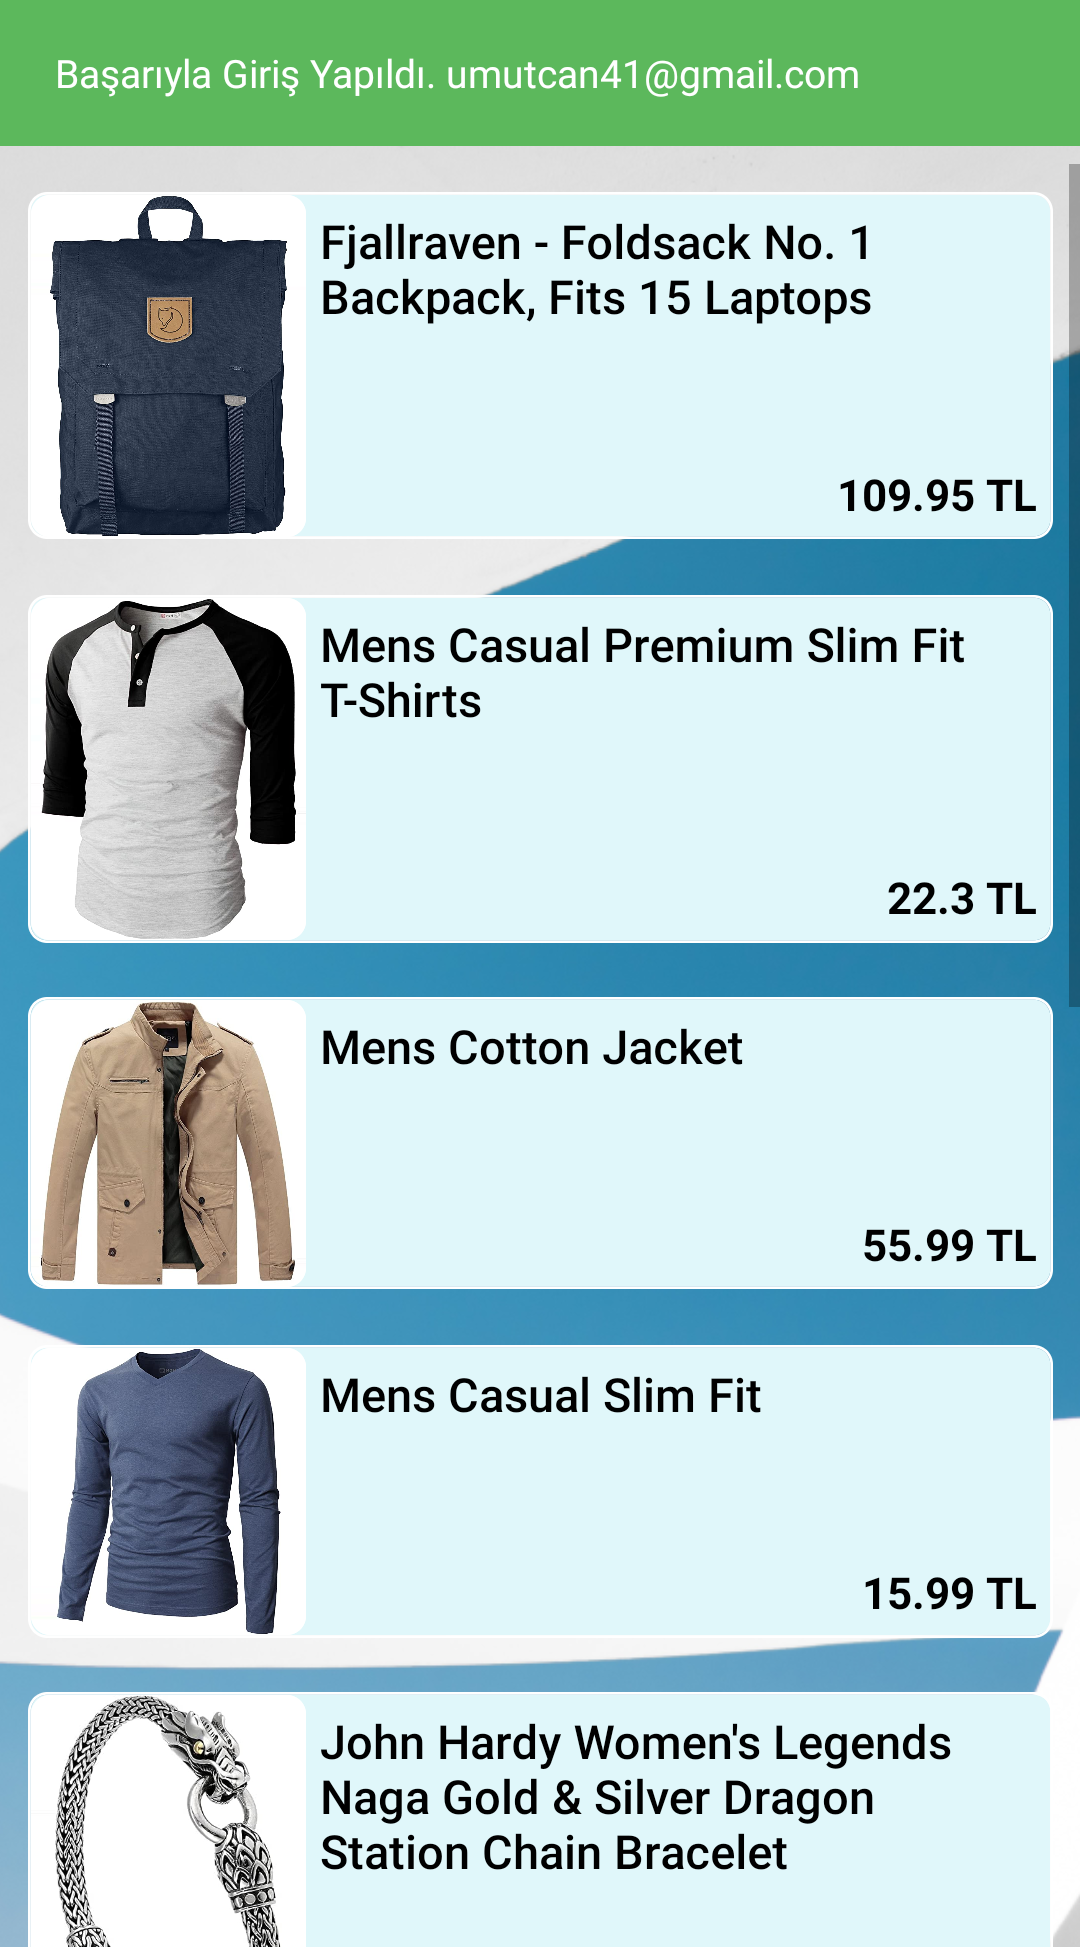 Başarıyla Giriş Yapıldı. umutcan41@gmail.com
Fjallraven - Foldsack No. 1
Backpack, Fits 15 Laptops
109.95 TL
Mens Casual Premium Slim Fit
T-Shirts
22.3 TL
Mens Cotton Jacket
55.99 TL
Mens Casual Slim Fit
15.99 TL
John Hardy Women's Legends
Naga Gold & Silver Dragon
Station Chain Bracelet